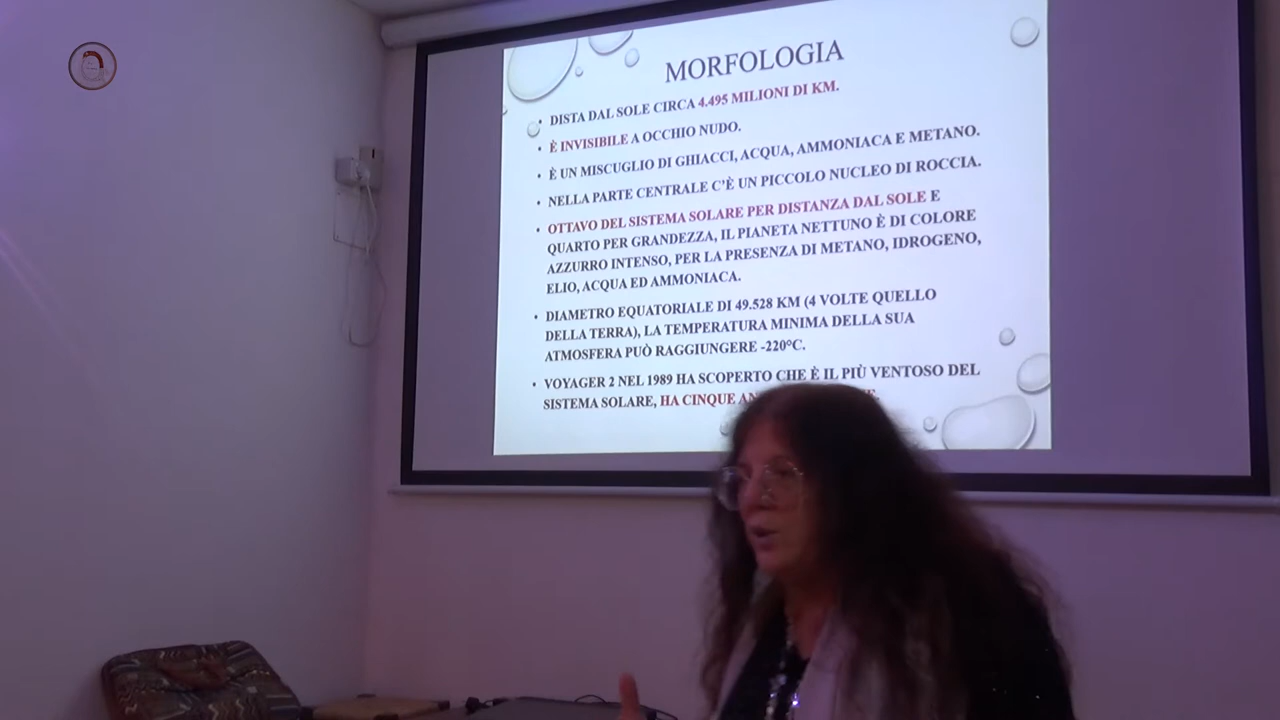 MORFOLOGIA
• DISTA DAL SOLE CIRCA 4.495 MILIONI DI KM.
• È INVISIBILE A OCCHIO NUDO.
• È UN MISCUGLIO DI GHIACCI, ACQUA, AMMONIACA E METANO.
• NELLA PARTE CENTRALE C'È UN PICCOLO NUCLEO DI ROCCIA.
• OTTAVO DEL SISTEMA SOLARE PER DISTANZA DAL SOLE E
QUARTO PER GRANDEZZA, IL PIANETA NETTUNO È DI COLORE
AZZURRO INTENSO, PER LA PRESENZA DI METANO, IDROGENO,
ELIO, ACQUA ED AMMONIACA.
• DIAMETRO EQUATORIALE DI 49.528 KM (4 VOLTE QUELLO
DELLA TERRA), LA TEMPERATURA MINIMA DELLA SUA
ATMOSFERA PUÒ RAGGIUNGERE -220°C.
• VOYAGER 2 NEL 1989 HA SCOPERTO CHE È IL PIÙ VENTOSO DEL
SISTEMA SOLARE, HA CINQUE